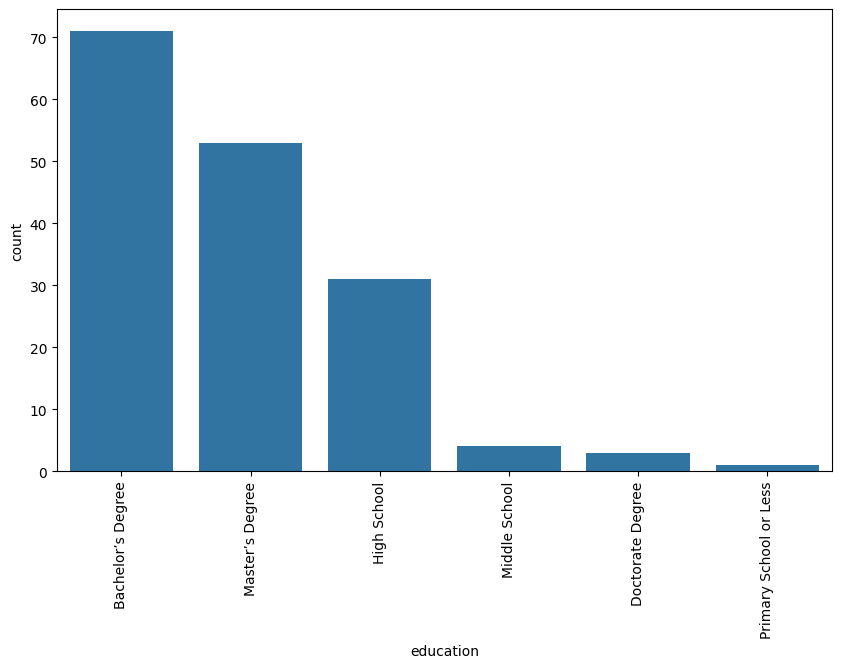 70
60
50
40
30
20
10
0
count
Bachelor’s Degree
Master’s Degree
High School
Middle School
Doctorate Degree
Primary School or Less
education